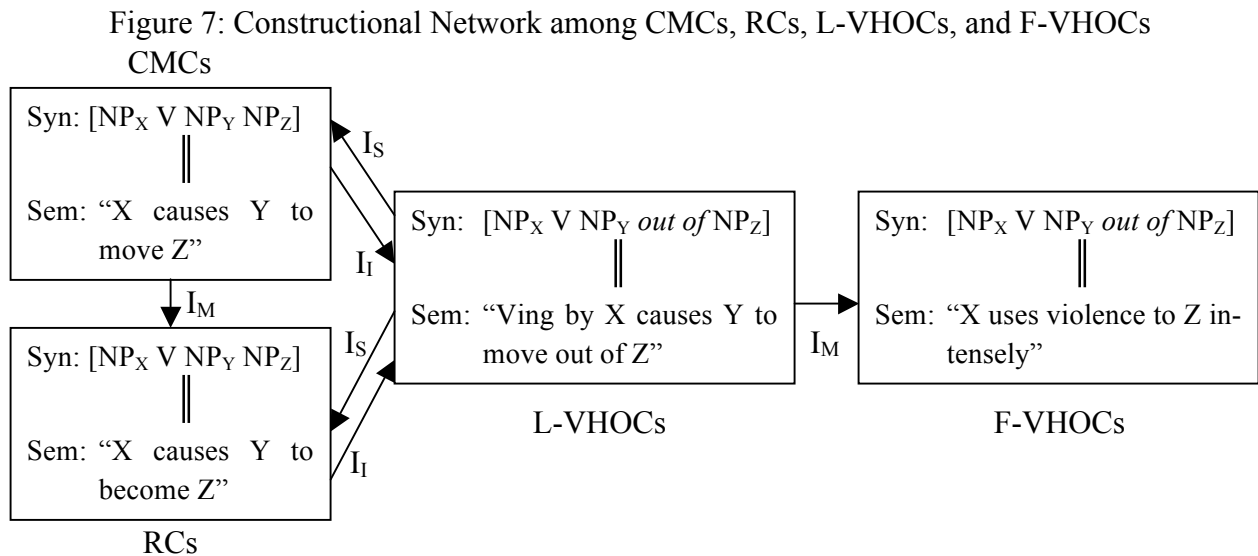 Figure 7: Constructional Network among CMCs, RCs, L-VHOCs, and F-VHOCs
CMCs
Syn: [NPX V NPY NPZ]
Sem: “X causes Y to
move Z”
IS
II
IM
Syn: [NPX V NPY NPZ]
Sem: “X causes Y to
become Z”
RCs
IS
II
Syn: [NPX V NPY out of NPZ]
Sem: “Ving by X causes Y to
move out of Z”
L-VHOCs
IM
Syn: [NPX V NPY out of NPZ]
Sem: “X uses violence to Z in-
tensely”
F-VHOCs